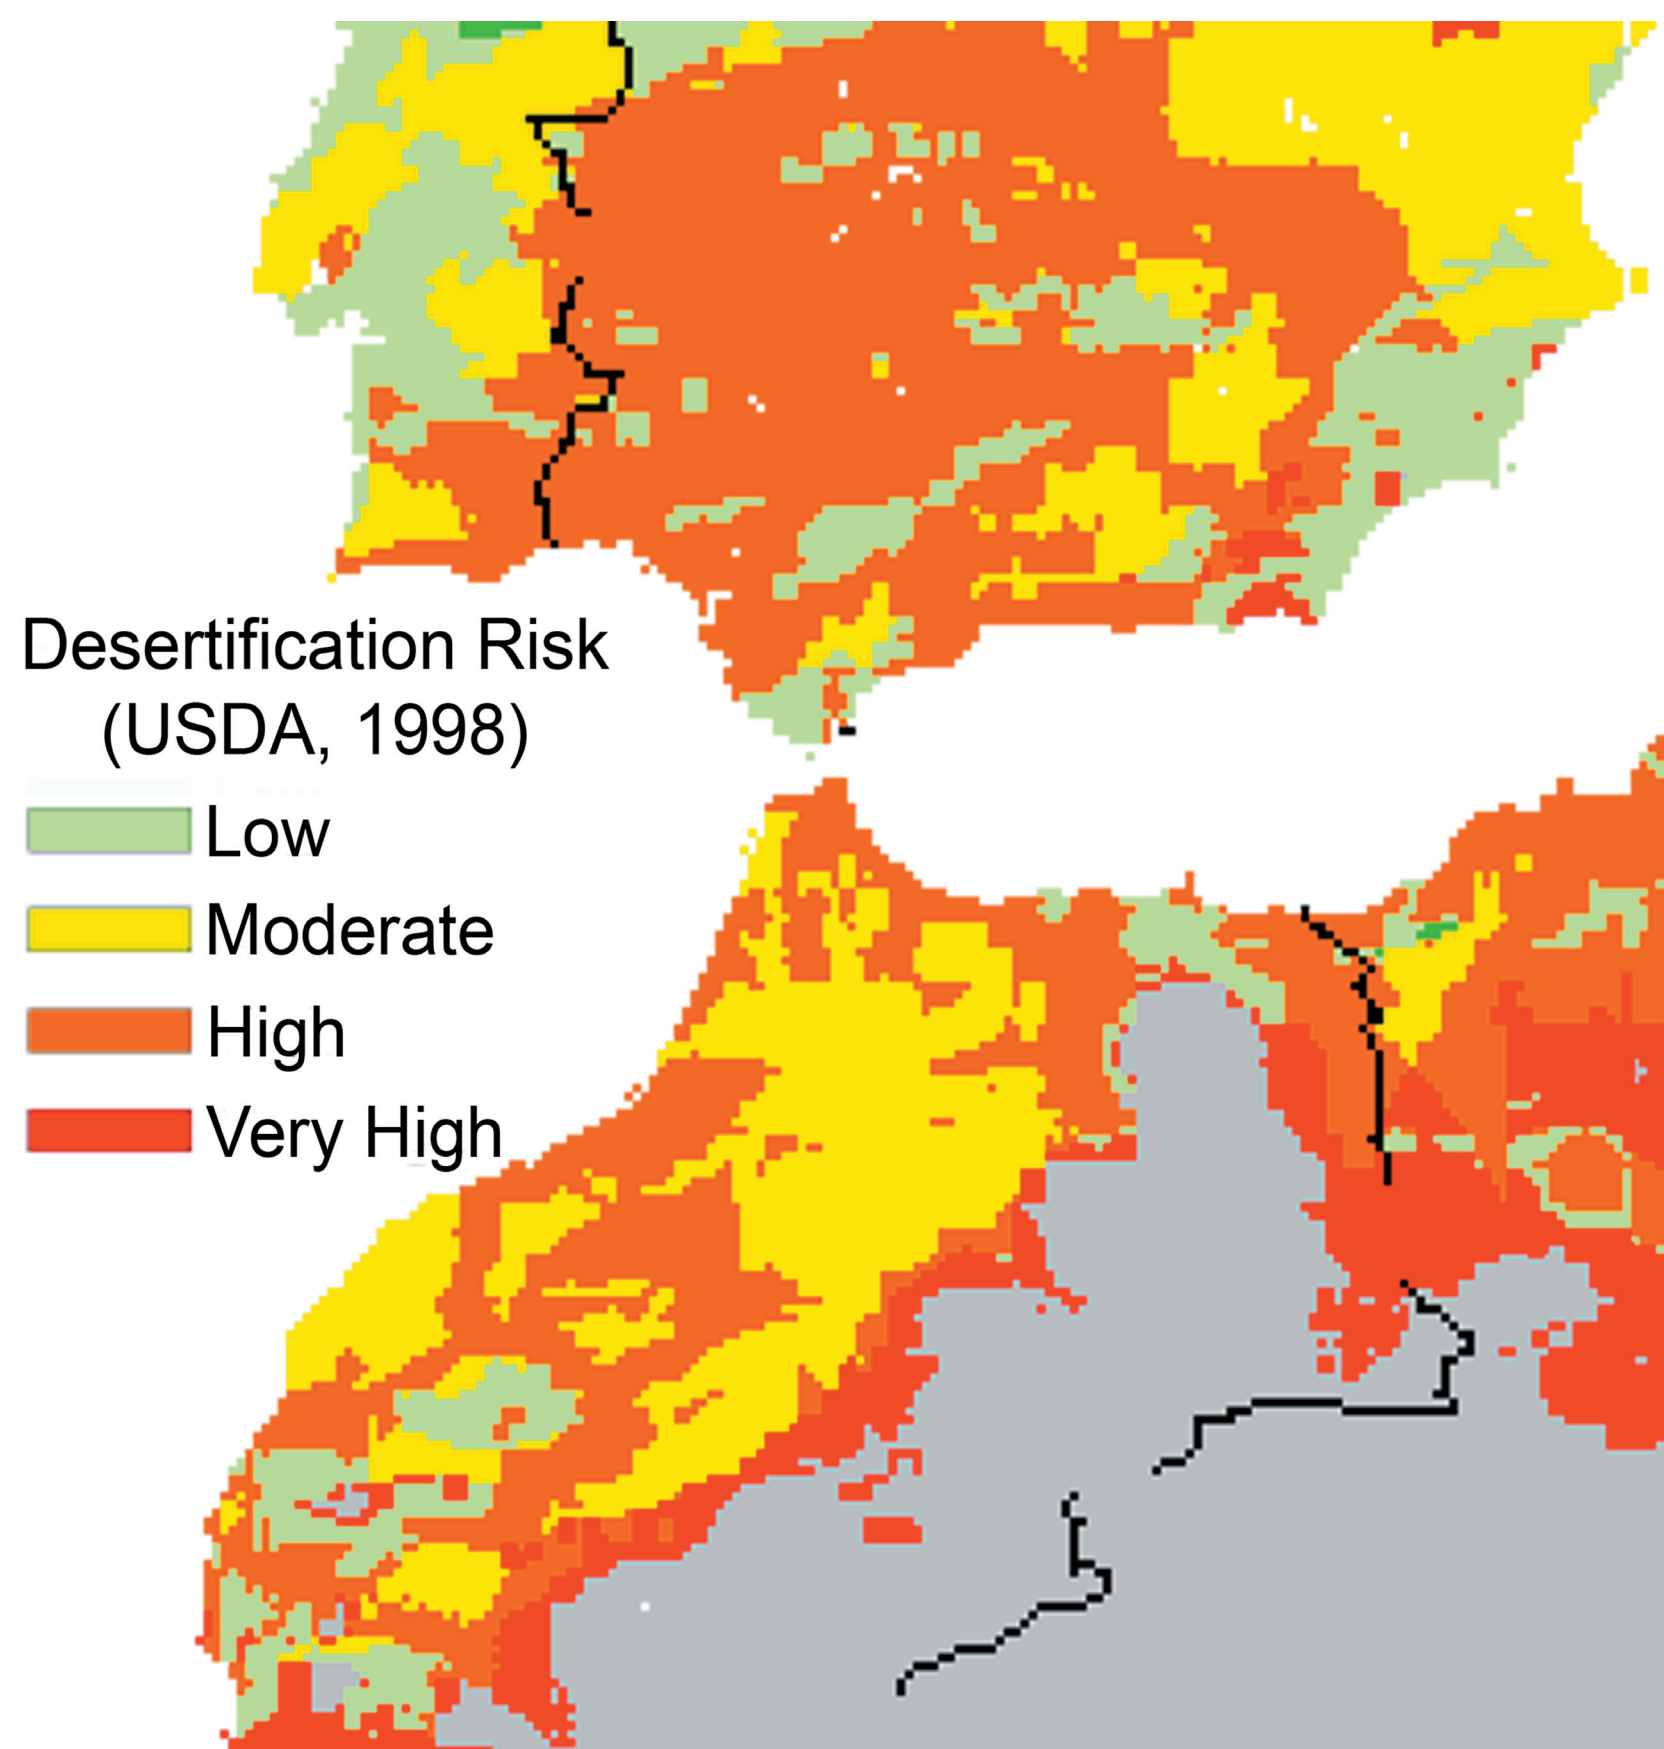 Desertification Risk
(USDA, 1998)
Low
Moderate
High
Very High